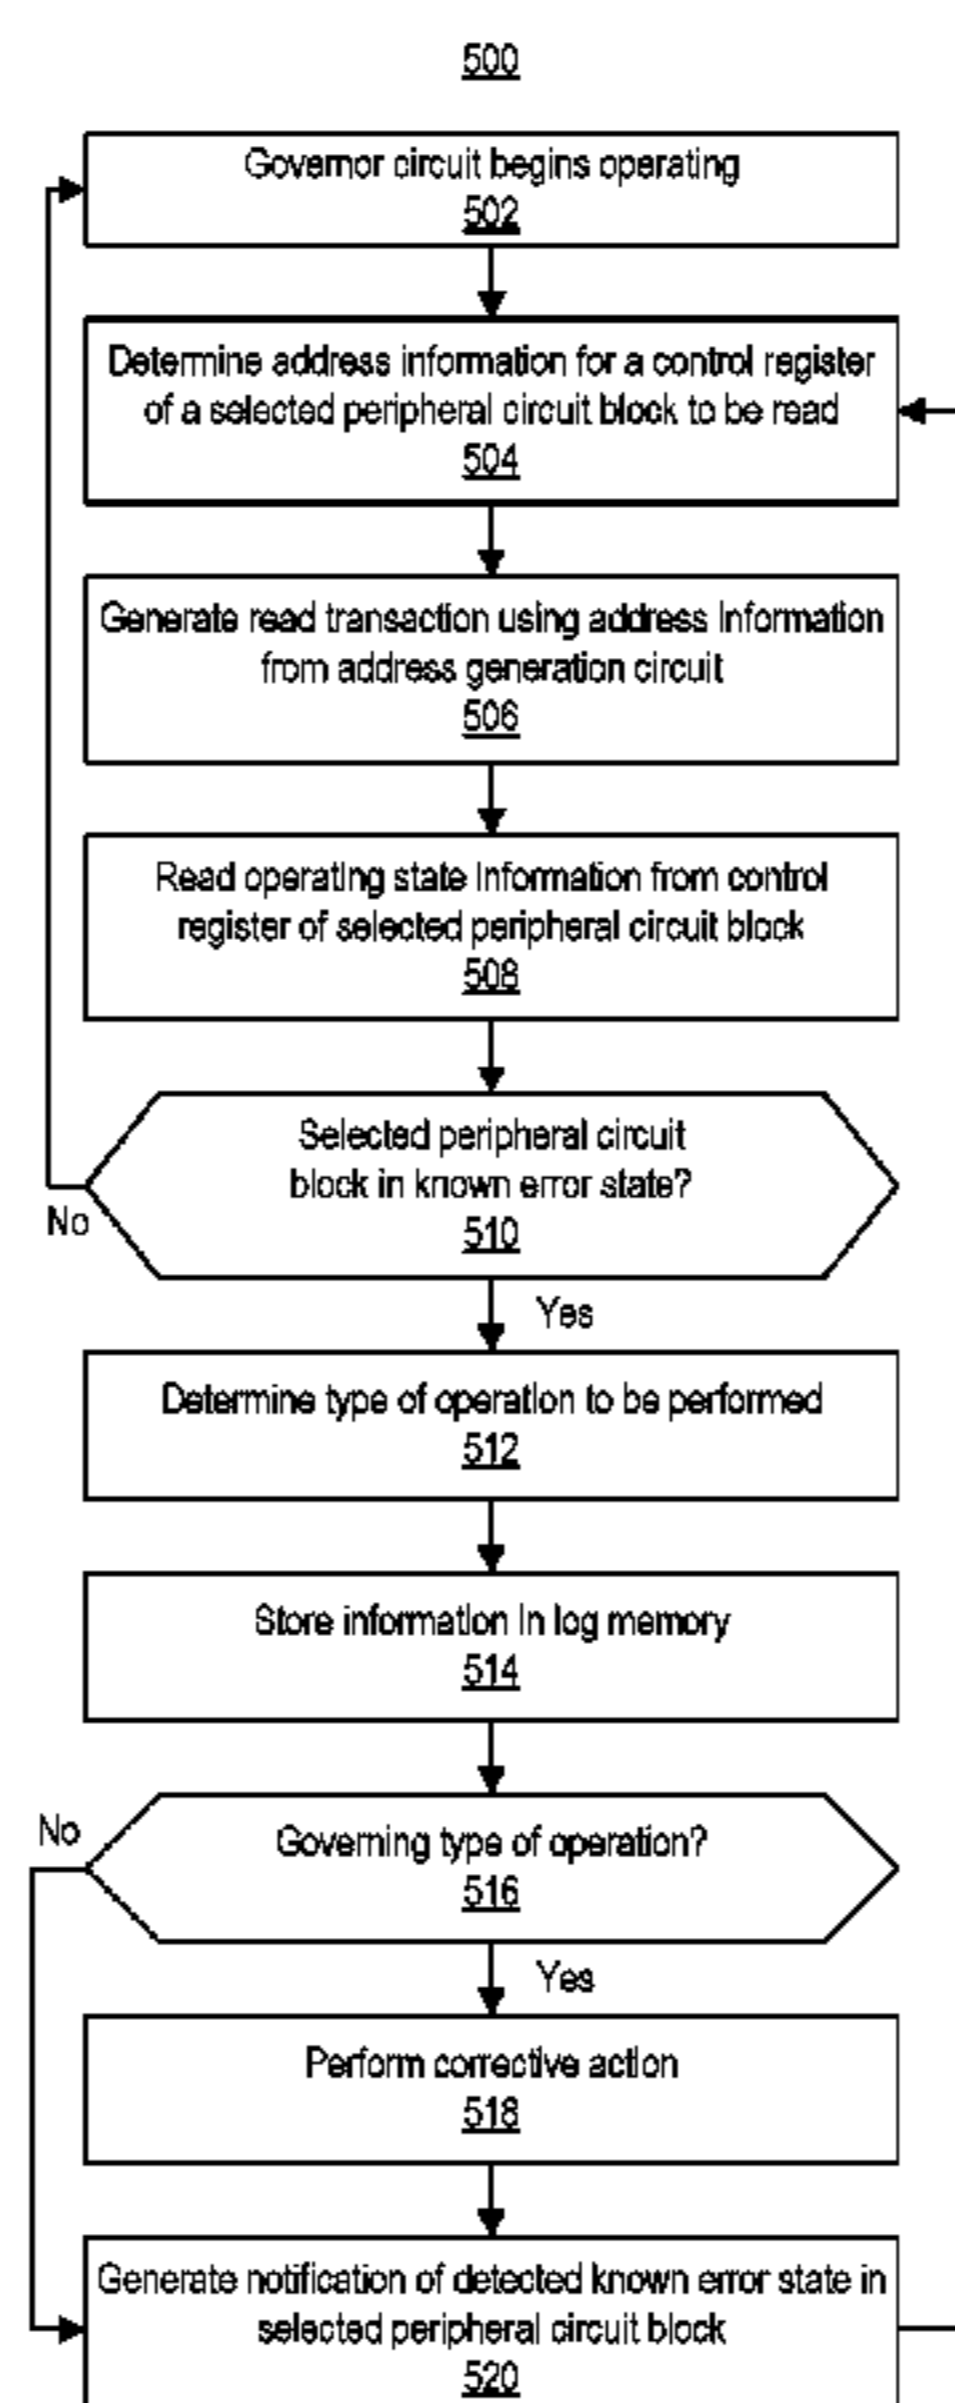 500
Governor circuit begins operating
502
Determine address information for a control register
of a selected peripheral circuit block to be read
504
Generate read transaction using address information
from address generation circuit
506
Read operating state information from control
register of selected peripheral circuit block
508
Selected peripheral circuit
block in known error state?
510
No
Yes
Determine type of operation to be performed
512
Store information in log memory
514
No
Governing type of operation?
516
Yes
Perform corrective action
518
Generate notification of detected known error state in
selected peripheral circuit block
520